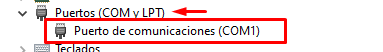 Puertos (COM y LPT)
Puerto de comunicaciones (COM1)
Teclados